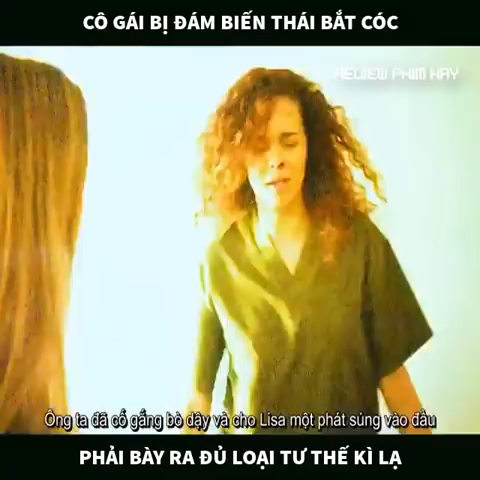 CÔ GÁI BỊ ĐÁM BIẾN THÁI BẮT CÓC
REVIEW PHIM HAY
Ông ta đã cố gắng bò dậy và cho Lisa một phát súng vào đầu
PHẢI BÀY RA ĐỦ LOẠI TƯ THẾ KÌ LẠ